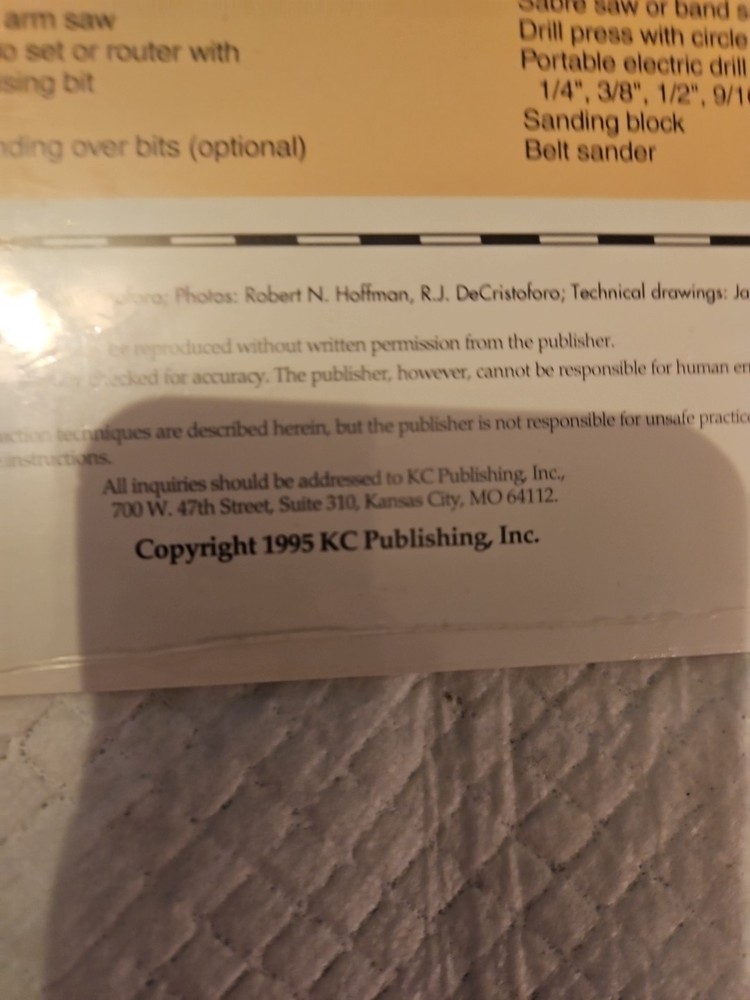 arm saw
set or router with
bit
over bits (optional)
Sabre saw or band
Drill press with circle
Portable electric drill
1/4", 3/8", 1/2",
Sanding block
Belt sander
Photos: Robert N. Hoffman, R.J. DeCristoforo; Technical drawings:
be reproduced without written permission from the publisher.
checked for accuracy. The publisher, however, cannot be responsible for human
techniques are described herein, but the publisher is not responsible for unsafe
instructions.
All inquiries should be addressed to KC Publishing, Inc.,
700 W. 47th Street, Suite 310, Kansas City, MO 64112.
Copyright 1995 KC Publishing, Inc.